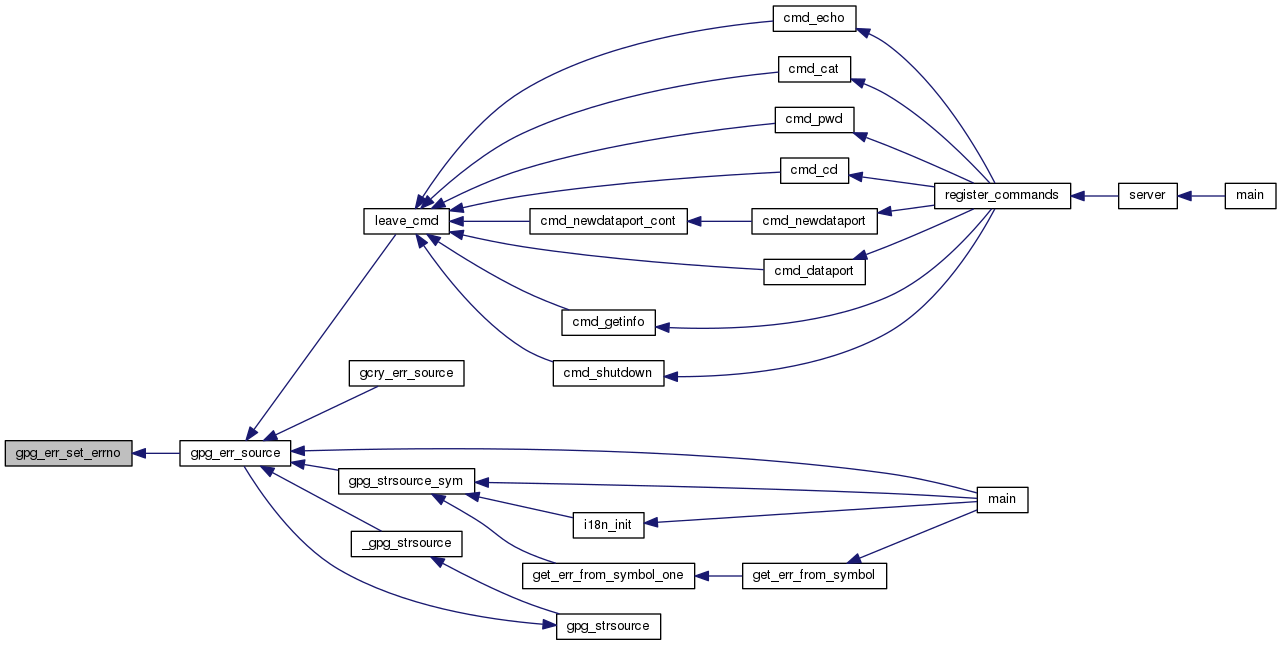 cmd_echo
cmd_cat
cmd_pwd
cmd_cd
register_commands
server
main
leave_cmd
cmd_newdataport_cont
cmd_newdataport
cmd_dataport
cmd_getinfo
cmd_shutdown
gcry_err_source
gpg_err_set_errno
gpg_err_source
gpg_strsource_sym
main
i18n_init
_gpg_strsource
get_err_from_symbol_one
get_err_from_symbol
gpg_strsource